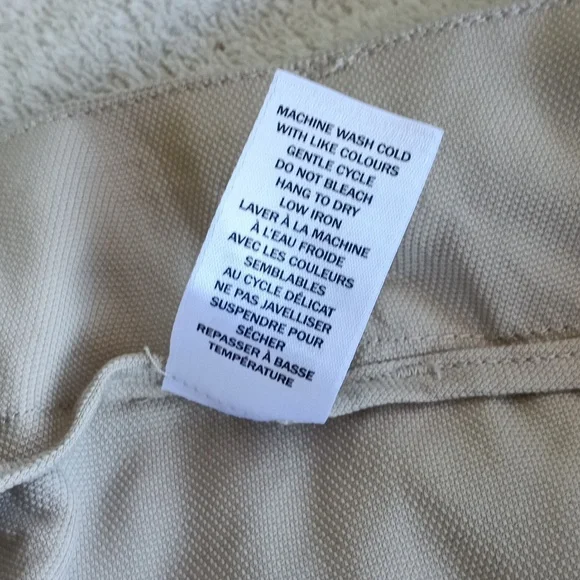 MACHINE WASH COLD
WITH LIKE COLOURS
GENTLE CYCLE
DO NOT BLEACH
HANG TO DRY
LOW IRON
LAVER À LA MACHINE
À L'EAU FROIDE
AVEC LES COULEURS
SEMBLABLES
AU CYCLE DÉLICAT
NE PAS JAVELLISER
SUSPENDRE POUR
SÉCHER
REPASSER À BASSE
TEMPÉRATURE